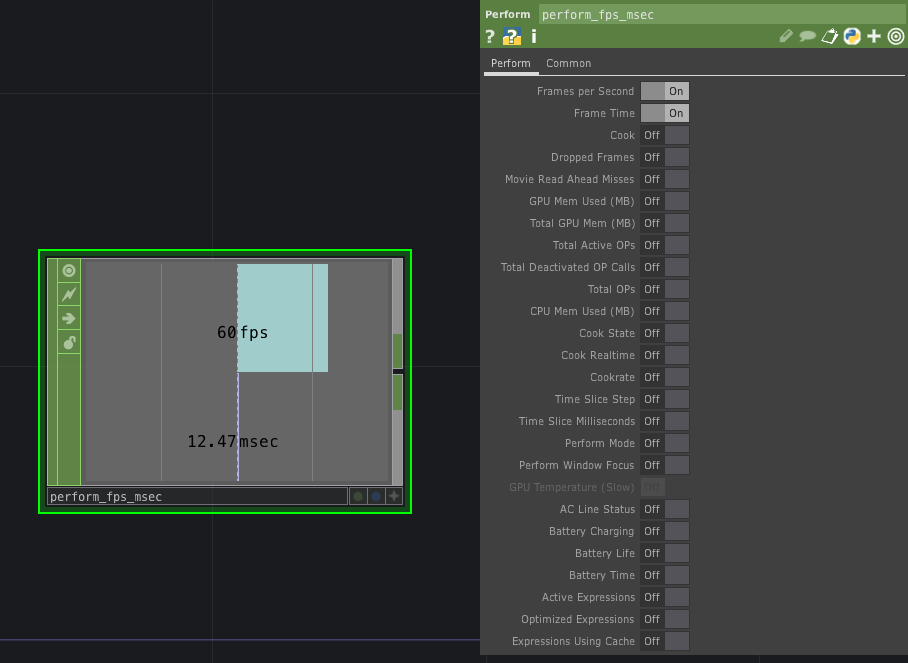 Perform perform_fps_msec
? ? i
Perform Common
Frames per Second On
Frame Time On
Cook Off
Dropped Frames Off
Movie Read Ahead Misses Off
GPU Mem Used (MB) Off
Total GPU Mem (MB) Off
Total Active OPs Off
Total Deactivated OP Calls Off
Total OPs Off
CPU Mem Used (MB) Off
Cook State Off
Cook Realtime Off
Cookrate Off
Time Slice Step Off
Time Slice Milliseconds Off
Perform Mode Off
Perform Window Focus Off
GPU Temperature (Slow) Off
AC Line Status Off
Battery Charging Off
Battery Life Off
Battery Time Off
Active Expressions Off
Optimized Expressions Off
Expressions Using Cache Off
60 fps
12.47 msec
perform_fps_msec